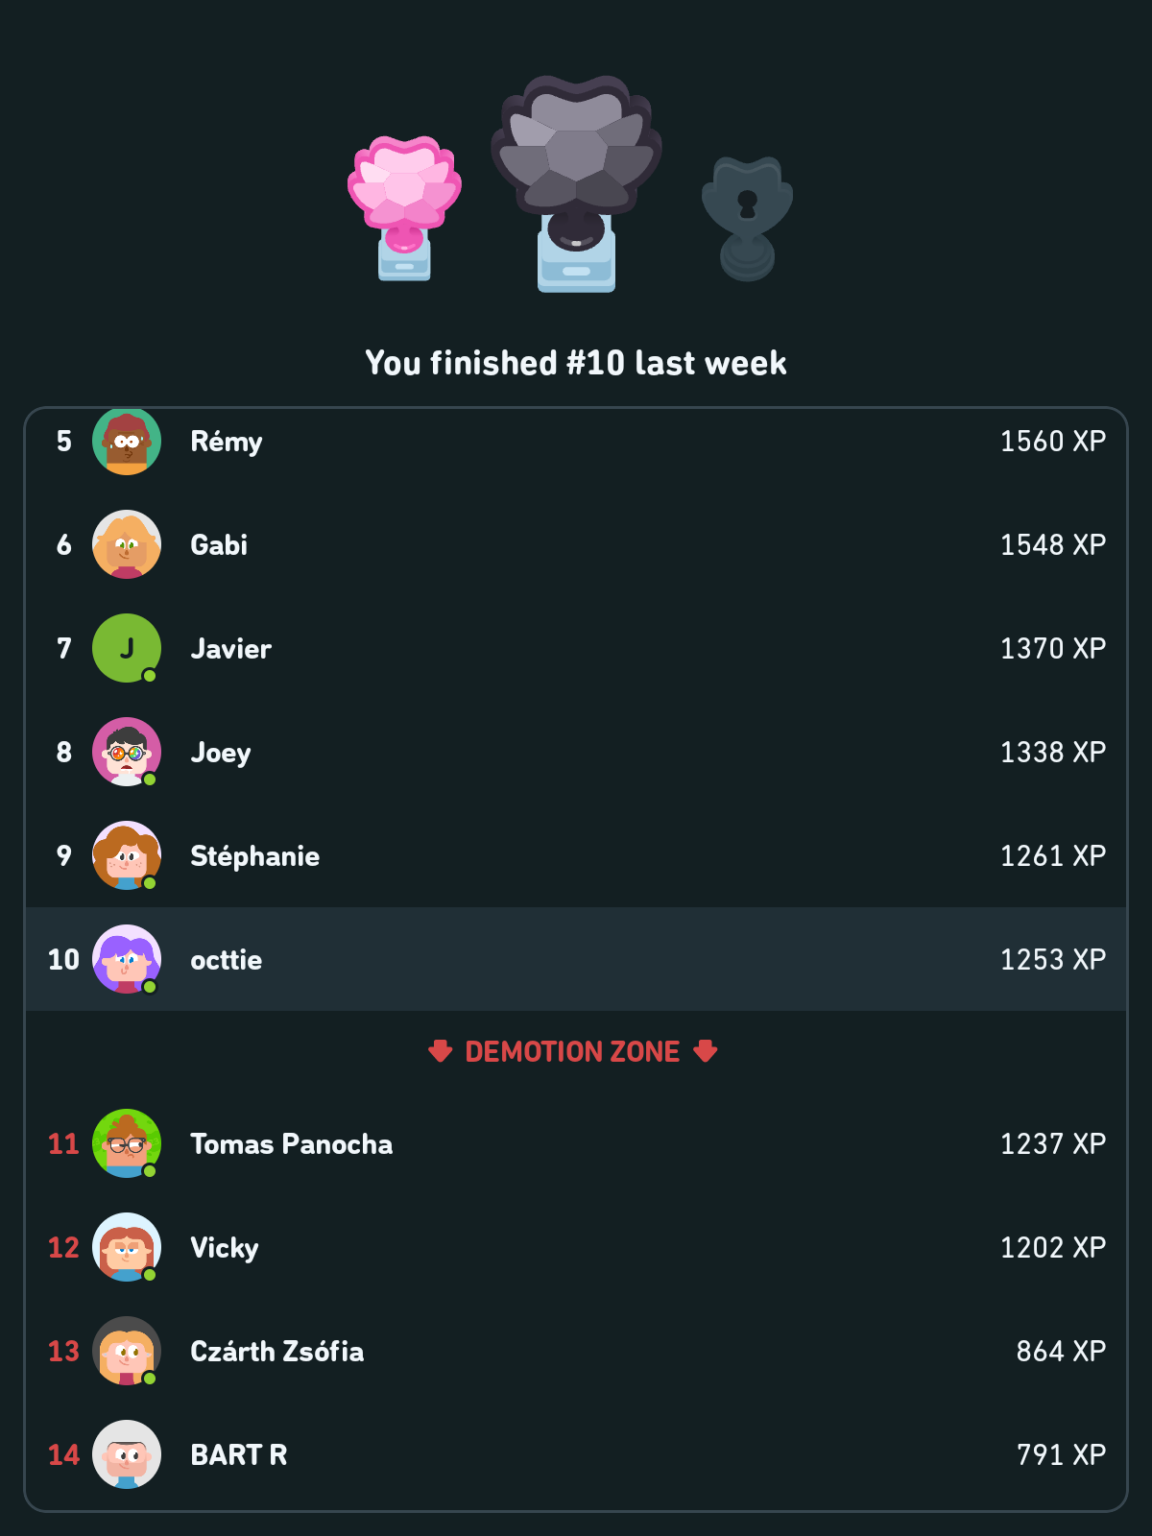 You finished #10 last week
5 Rémy 1560 XP
6 Gabi 1548 XP
7 J Javier 1370 XP
8 Joey 1338 XP
9 Stéphanie 1261 XP
10 octtie 1253 XP
DEMOTION ZONE
11 Tomas Panocha 1237 XP
12 Vicky 1202 XP
13 Czárth Zsófia 864 XP
14 BART R 791 XP